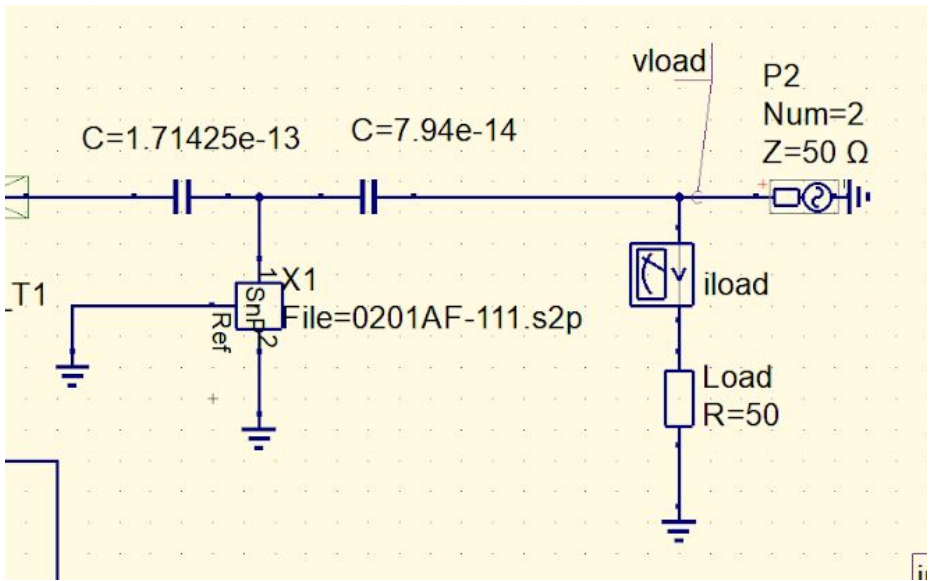 vload
P2
Num=2
Z=50 Ω
C=1.71425e-13
C=7.94e-14
_T1
1
X1
SnP
File=0201AF-111.s2p
2
Ref
iload
Load
R=50